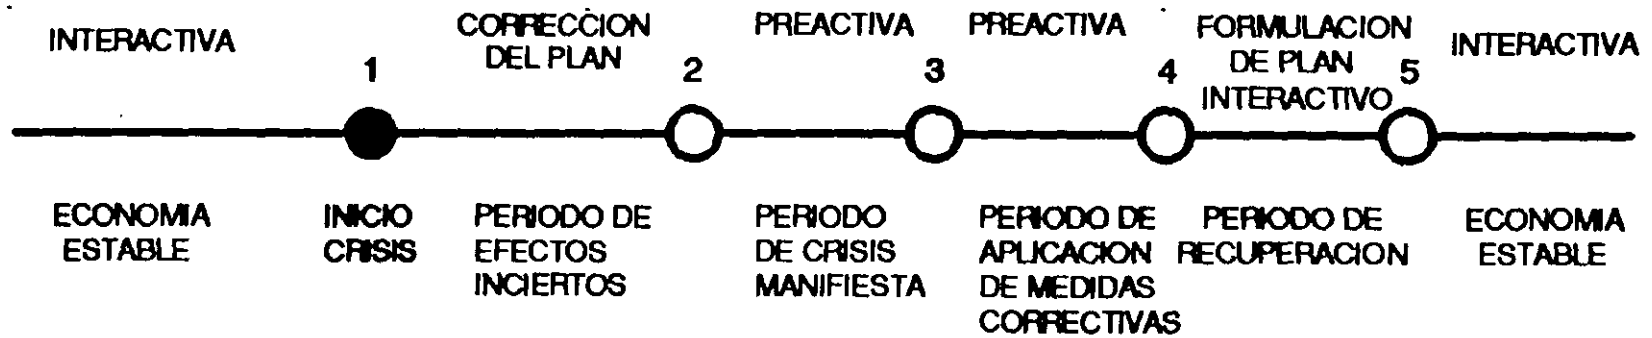 INTERACTIVA
CORRECCION
DEL PLAN
PREACTIVA
PREACTIVA
FORMULACION
DE PLAN
INTERACTIVO
INTERACTIVA
1
2
3
4
5
ECONOMIA
ESTABLE
INICIO
CRISIS
PERIODO DE
EFECTOS
INCIERTOS
PERIODO
DE CRISIS
MANIFIESTA
PERIODO DE
APLICACION
DE MEDIDAS
CORRECTIVAS
PERIODO DE
RECUPERACION
ECONOMIA
ESTABLE